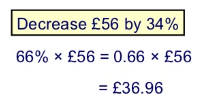 Decrease £56 by 34%
66% × £56 = 0.66 × £56
= £36.96